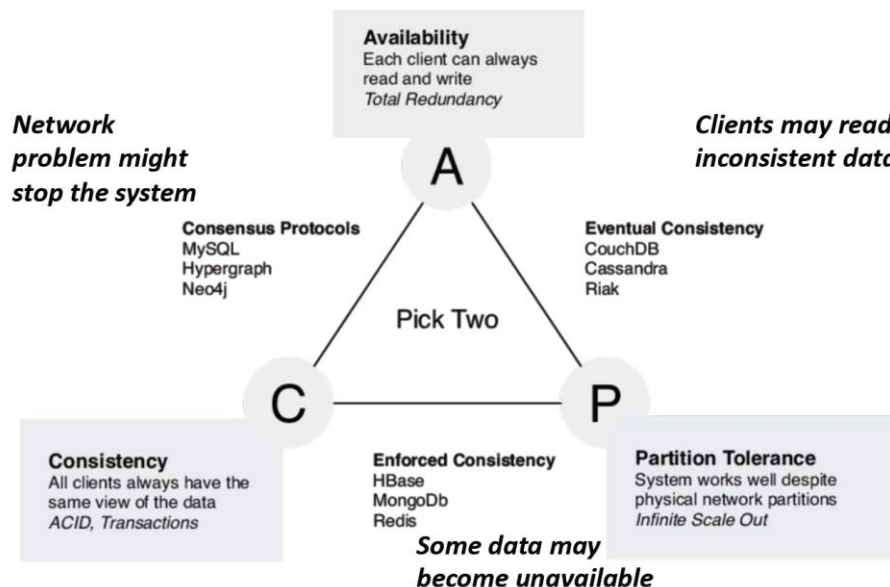 Availability
Each client can always
read and write
Total Redundancy
Network
problem might
stop the system
Clients may read
inconsistent data
A
Consensus Protocols
MySQL
Hypergraph
Neo4j
Eventual Consistency
CouchDB
Cassandra
Riak
Pick Two
C
P
Consistency
All clients always have the
same view of the data
ACID, Transactions
Enforced Consistency
HBase
MongoDb
Redis
Partition Tolerance
System works well despite
physical network partitions
Infinite Scale Out
Some data may
become unavailable